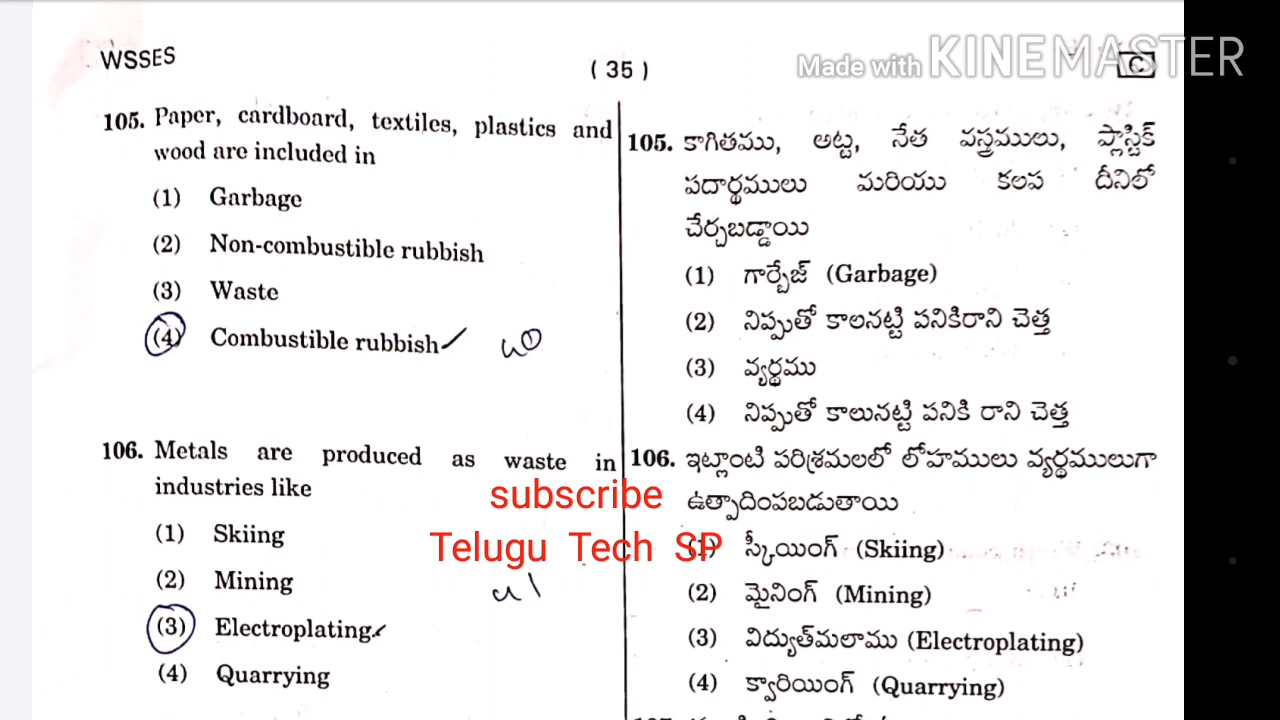 WSSES
( 35 )
Made with KINEMASTER
C
105. Paper, cardboard, textiles, plastics and
wood are included in
(1) Garbage
(2) Non-combustible rubbish
(3) Waste
(4) Combustible rubbish
106. Metals are produced as waste in
industries like
(1) Skiing
(2) Mining
(3) Electroplating
(4) Quarrying
105. కాగితము, అట్ట, నేత వస్త్రములు, ప్లాస్టిక్
పదార్థములు మరియు కలప దీనిలో
చేర్చబడ్డాయి
(1) గార్బేజ్ (Garbage)
(2) నిప్పుతో కాలనట్టి పనికిరాని చెత్త
(3) వ్యర్థము
(4) నిప్పుతో కాలునట్టి పనికి రాని చెత్త
106. ఇట్లాంటి పరిశ్రమలలో లోహములు వ్యర్థములుగా
ఉత్పాదింపబడుతాయి
(1) స్కీయింగ్ (Skiing)
(2) మైనింగ్ (Mining)
(3) విద్యుత్‌మలాము (Electroplating)
(4) క్వారియింగ్ (Quarrying)
subscribe
Telugu Tech SP